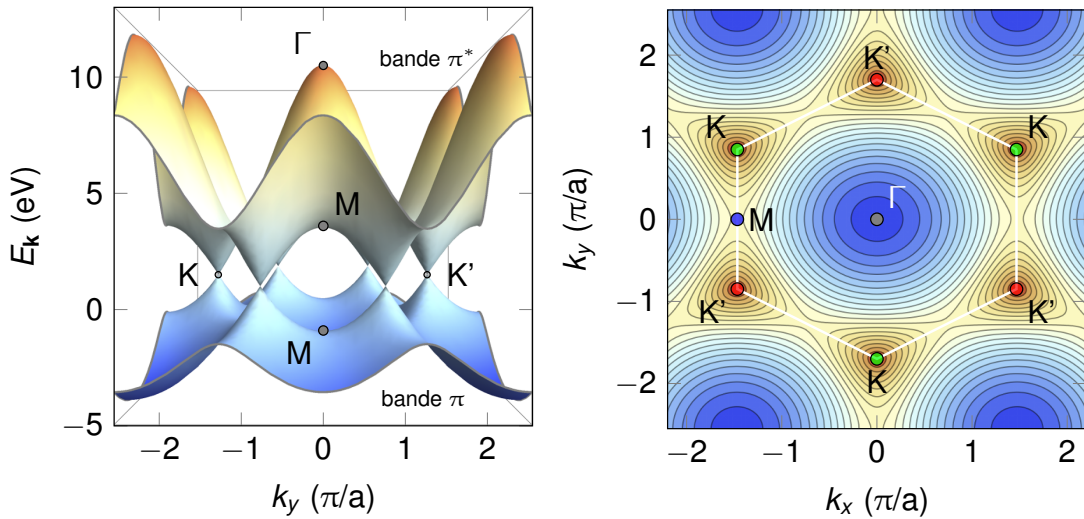 Γ
bande π*
10
5
0
−5
E_k (eV)
M
K
K'
M
bande π
−2
−1
0
1
2
k_y (π/a)
2
1
0
−1
−2
k_y (π/a)
K'
K
K
Γ
M
K'
K'
K
−2
−1
0
1
2
k_x (π/a)